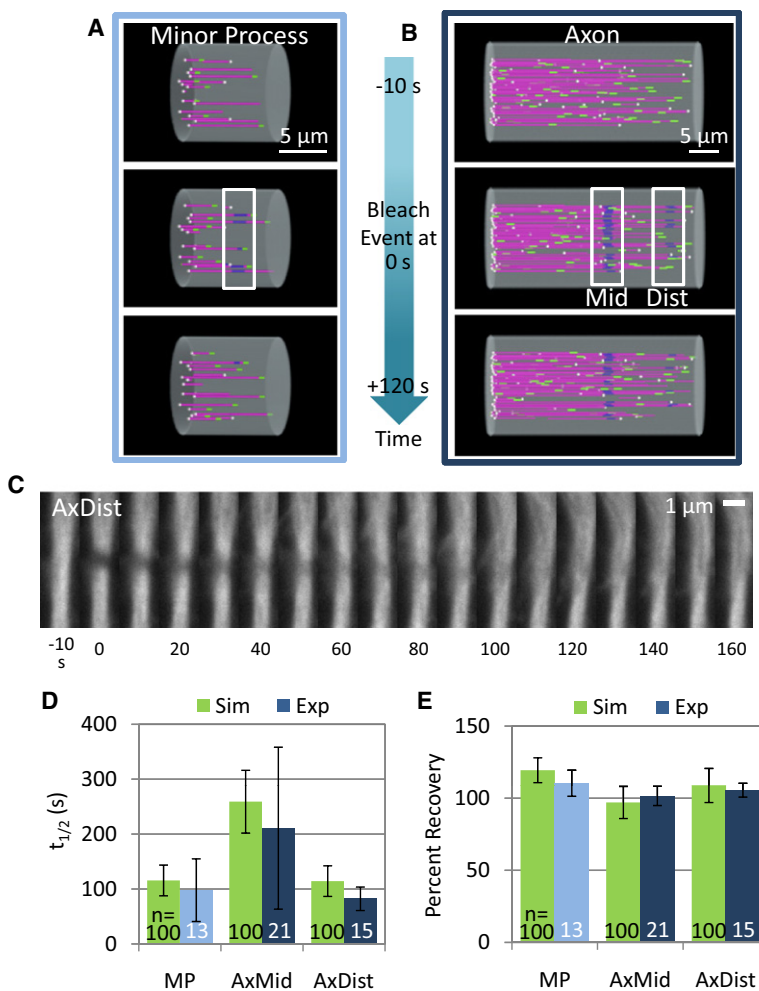 A
Minor Process
5 µm
B
Axon
5 µm
-10 s
Bleach
Event at
0 s
+120 s
Time
Mid
Dist
C
AxDist
1 µm
-10
s
0
20
40
60
80
100
120
140
160
D
Sim
Exp
t1/2 (s)
400
300
200
100
0
n=
100
13
100
21
100
15
MP
AxMid
AxDist
E
Sim
Exp
Percent Recovery
150
100
50
0
n=
100
13
100
21
100
15
MP
AxMid
AxDist